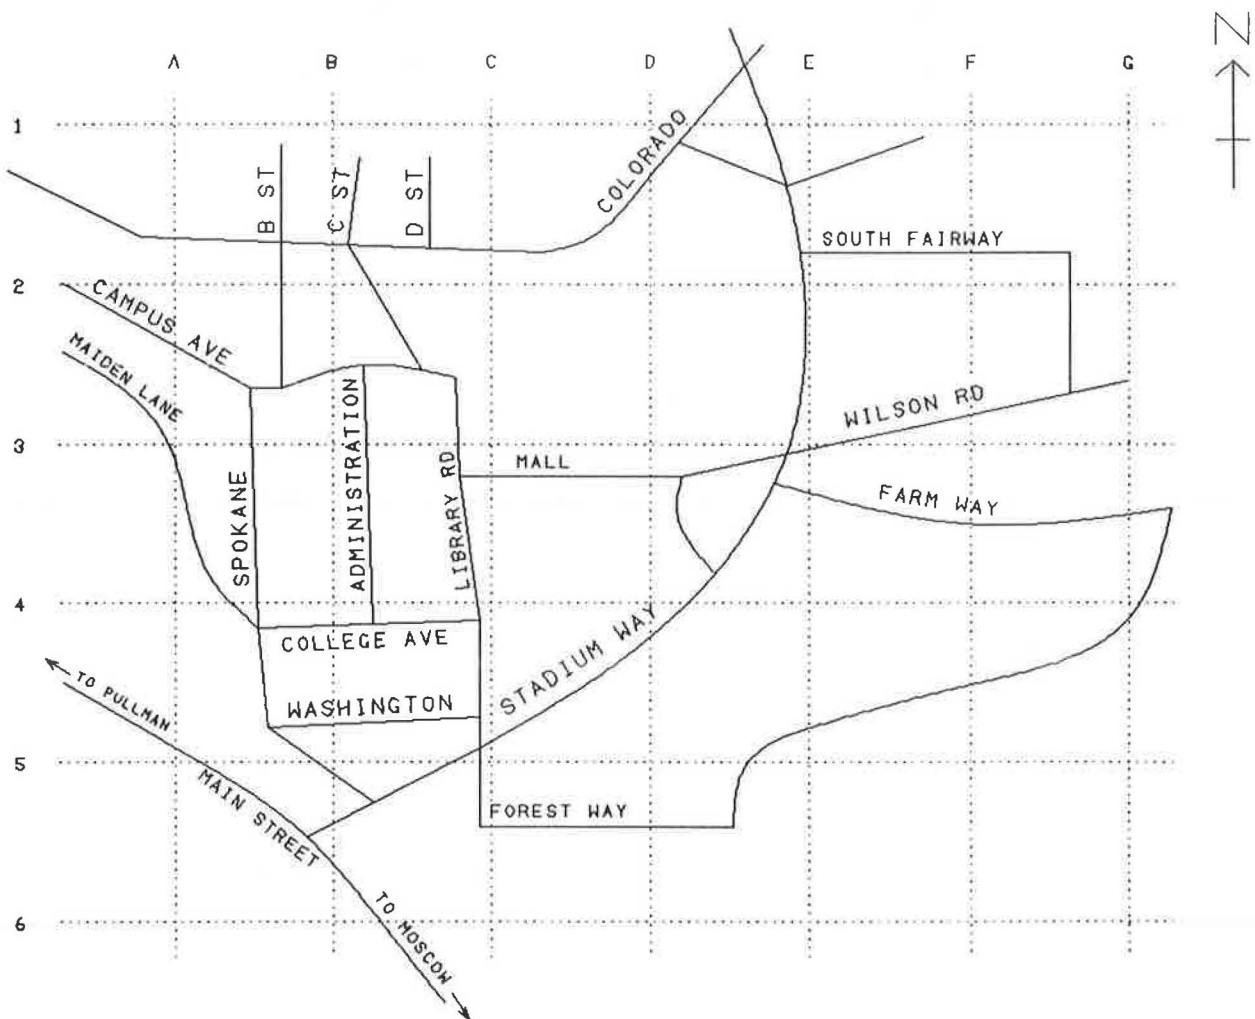 N
A B C D E F G
1
COLORADO
B ST
C ST
D ST
SOUTH FAIRWAY
2
CAMPUS AVE
MAIDEN LANE
WILSON RD
3
MALL
SPOKANE
ADMINISTRATION
LIBRARY RD
FARM WAY
4
COLLEGE AVE
STADIUM WAY
TO PULLMAN
WASHINGTON
5
MAIN STREET
FOREST WAY
6
TO MOSCOW